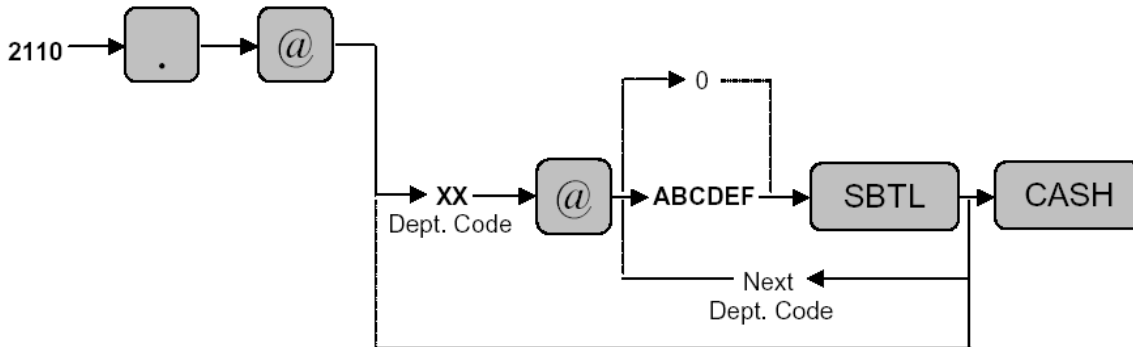 2110
.
@
0
XX
Dept. Code
@
ABCDEF
SBTL
CASH
Next
Dept. Code